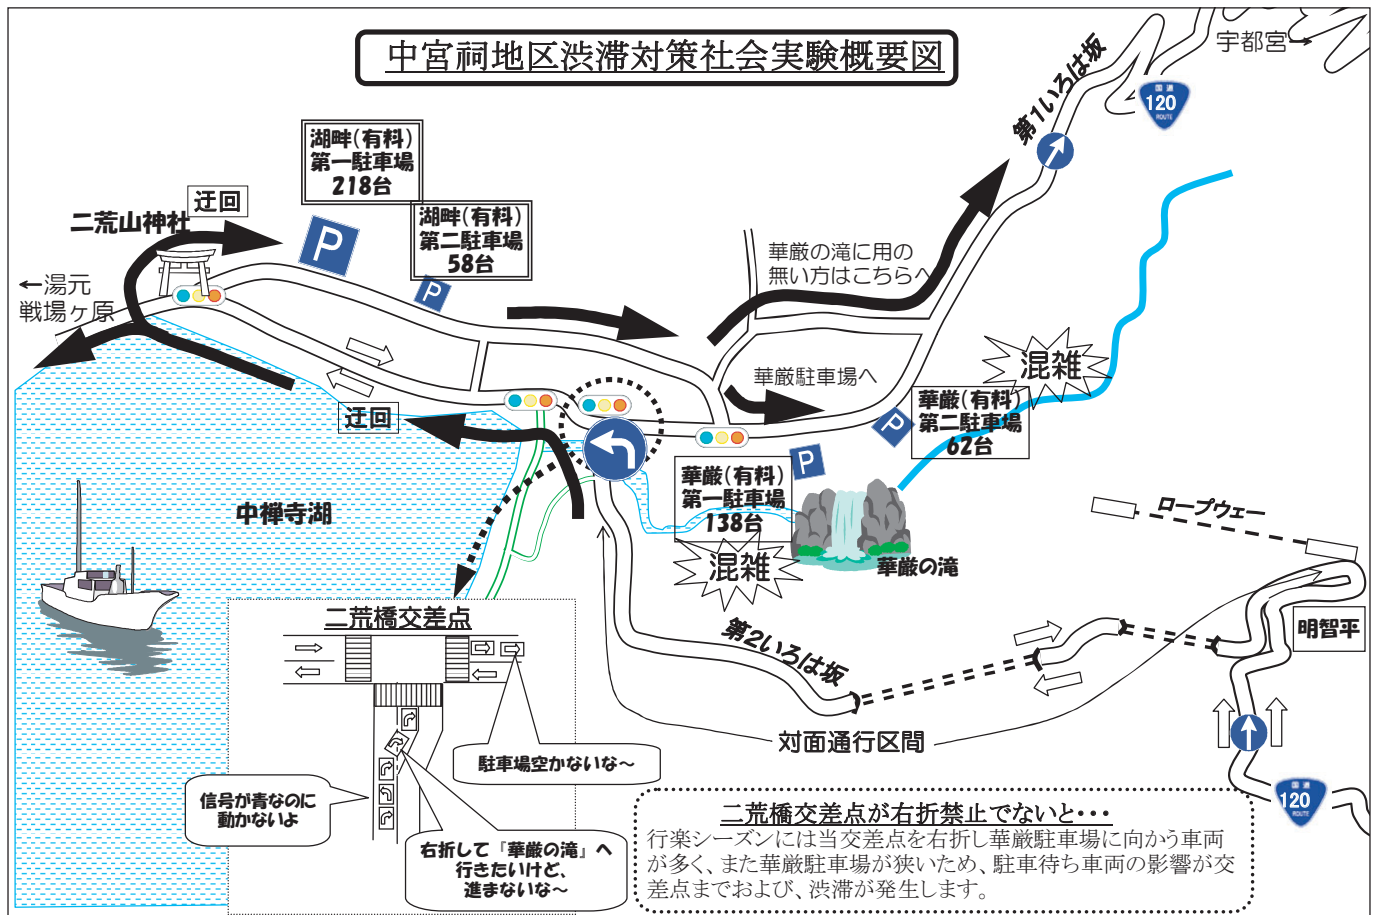 中宮祠地区渋滞対策社会実験概要図
宇都宮→
国道
120
ROUTE
第1いろは坂
湖畔(有料)
第一駐車場
218台
迂回
二荒山神社
湖畔(有料)
第二駐車場
58台
P
P
←湯元
戦場ヶ原
華厳の滝に用の
無い方はこちらへ
混雑
華厳駐車場へ
華厳(有料)
第二駐車場
62台
P
迂回
華厳(有料)
第一駐車場
138台
P
混雑
華厳の滝
ロープウェー
中禅寺湖
明智平
第2いろは坂
対面通行区間
二荒橋交差点
駐車場空かないな～
信号が青なのに
動かないよ
右折して『華厳の滝』へ
行きたいけど、
進まないな～
国道
120
ROUTE
二荒橋交差点が右折禁止でないと・・・
行楽シーズンには当交差点を右折し華厳駐車場に向かう車両
が多く、また華厳駐車場が狭いため、駐車待ち車両の影響が交
差点までおよび、渋滞が発生します。